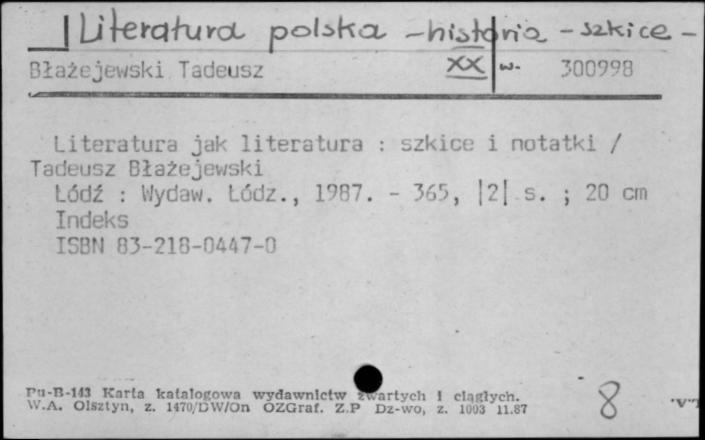 Literatura polska - historia - szkice -
Błażejewski Tadeusz XX w. 300998
Literatura jak literatura : szkice i notatki /
Tadeusz Błażejewski
Łódź : Wydaw. Łódz., 1987. - 365, |2| s. ; 20 cm
Indeks
ISBN 83-218-0447-0
Pu-B-143 Karta katalogowa wydawnictw zwartych i ciągłych.
W.A. Olsztyn, z. 1470/DW/On OZGraf. Z.P Dz-wo, z. 1003 11.87
8